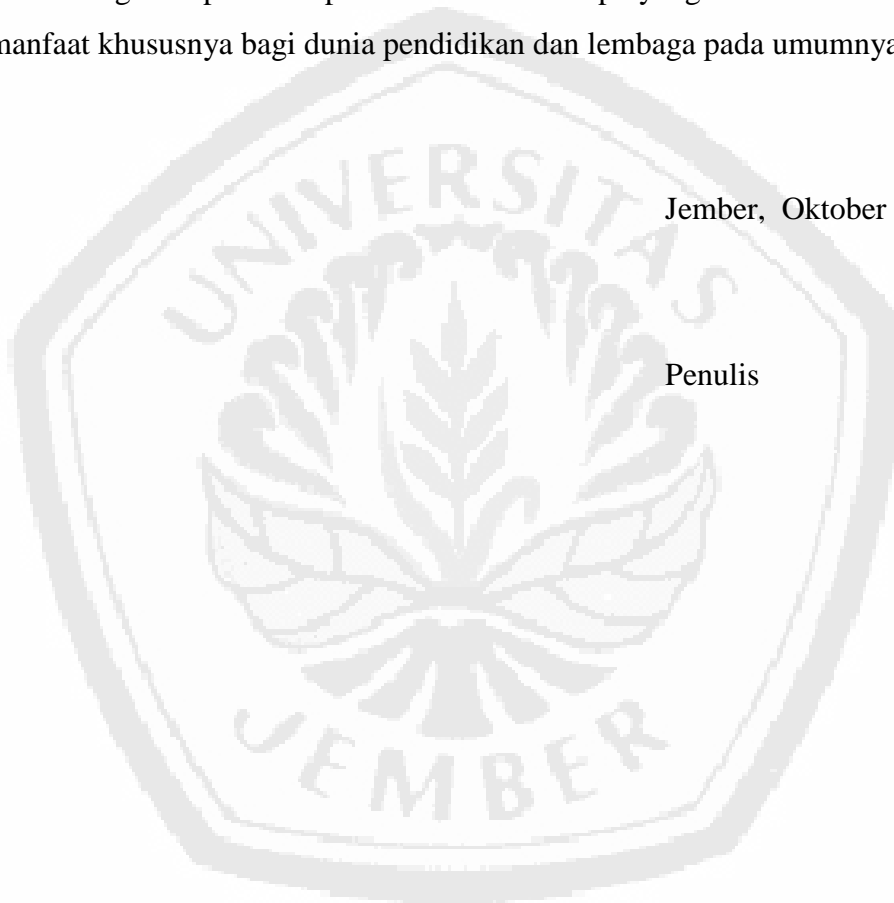 manfaat khususnya bagi dunia pendidikan dan lembaga pada umumnya
Jember, Oktober
Penulis
UNIVERSITAS
JEMBER